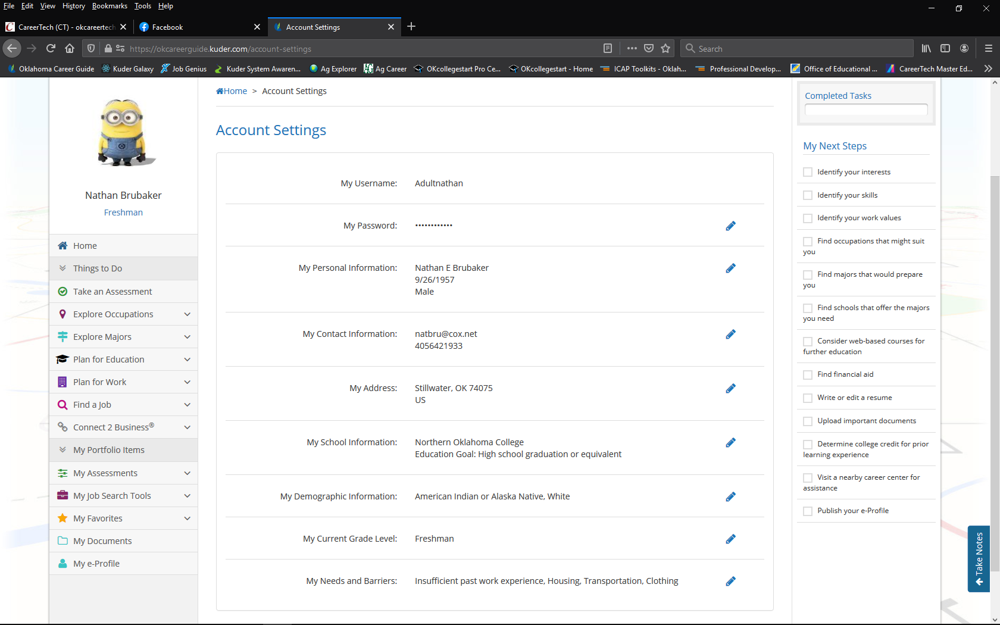 File Edit View History Bookmarks Tools Help
CareerTech (CT) - okcareertech
Facebook
Account Settings
https://okcareerguide.kuder.com/account-settings
Search
Oklahoma Career Guide
Kuder Galaxy
Job Genius
Kuder System Awaren...
Ag Explorer
Ag Career
OKcollegestart Pro Ce...
OKcollegestart - Home
ICAP Toolkits - Oklah...
Professional Develop...
Office of Educational ...
CareerTech Master Ed...
Nathan Brubaker
Freshman
Home
Things to Do
Take an Assessment
Explore Occupations
Explore Majors
Plan for Education
Plan for Work
Find a Job
Connect 2 Business®
My Portfolio Items
My Assessments
My Job Search Tools
My Favorites
My Documents
My e-Profile
Home > Account Settings
Account Settings
My Username: Adultnathan
My Password: ••••••••••••
My Personal Information: Nathan E Brubaker
9/26/1957
Male
My Contact Information: natbru@cox.net
4056421933
My Address: Stillwater, OK 74075
US
My School Information: Northern Oklahoma College
Education Goal: High school graduation or equivalent
My Demographic Information: American Indian or Alaska Native, White
My Current Grade Level: Freshman
My Needs and Barriers: Insufficient past work experience, Housing, Transportation, Clothing
Completed Tasks
My Next Steps
Identify your interests
Identify your skills
Identify your work values
Find occupations that might suit
you
Find majors that would prepare
you
Find schools that offer the majors
you need
Consider web-based courses for
further education
Find financial aid
Write or edit a resume
Upload important documents
Determine college credit for prior
learning experience
Visit a nearby career center for
assistance
Publish your e-Profile
Take Notes